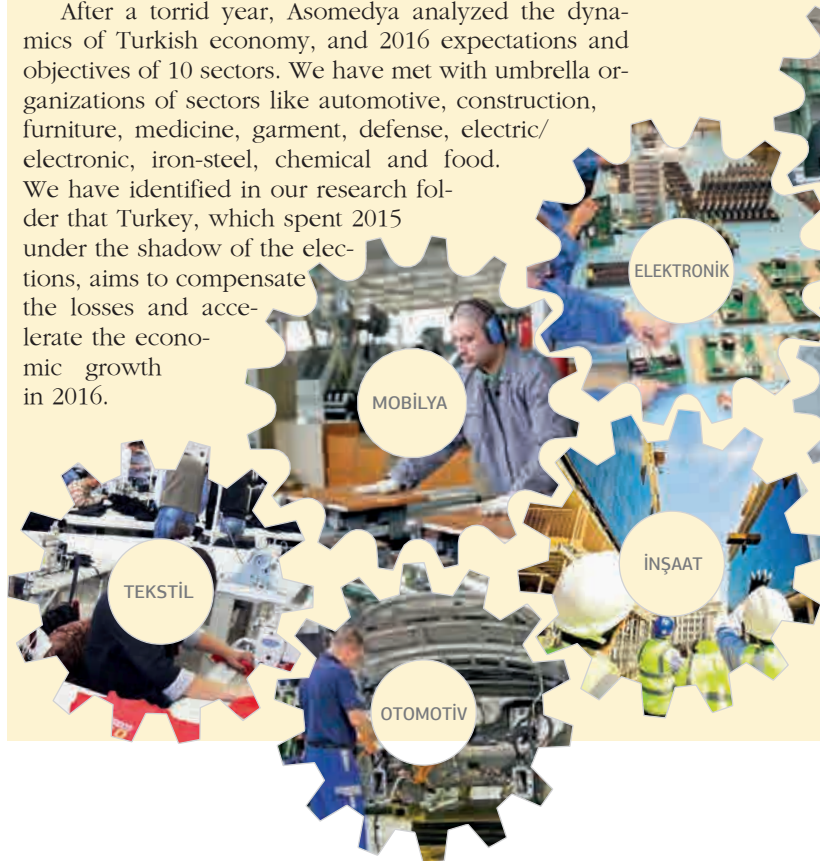 After a torrid year, Asomedya analyzed the dyna-
mics of Turkish economy, and 2016 expectations and
objectives of 10 sectors. We have met with umbrella or-
ganizations of sectors like automotive, construction,
furniture, medicine, garment, defense, electric/
electronic, iron-steel, chemical and food.
We have identified in our research fol-
der that Turkey, which spent 2015
under the shadow of the elec-
tions, aims to compensate
the losses and acce-
lerate the econo-
mic growth
in 2016.
ELEKTRONİK
MOBİLYA
İNŞAAT
TEKSTİL
OTOMOTİV